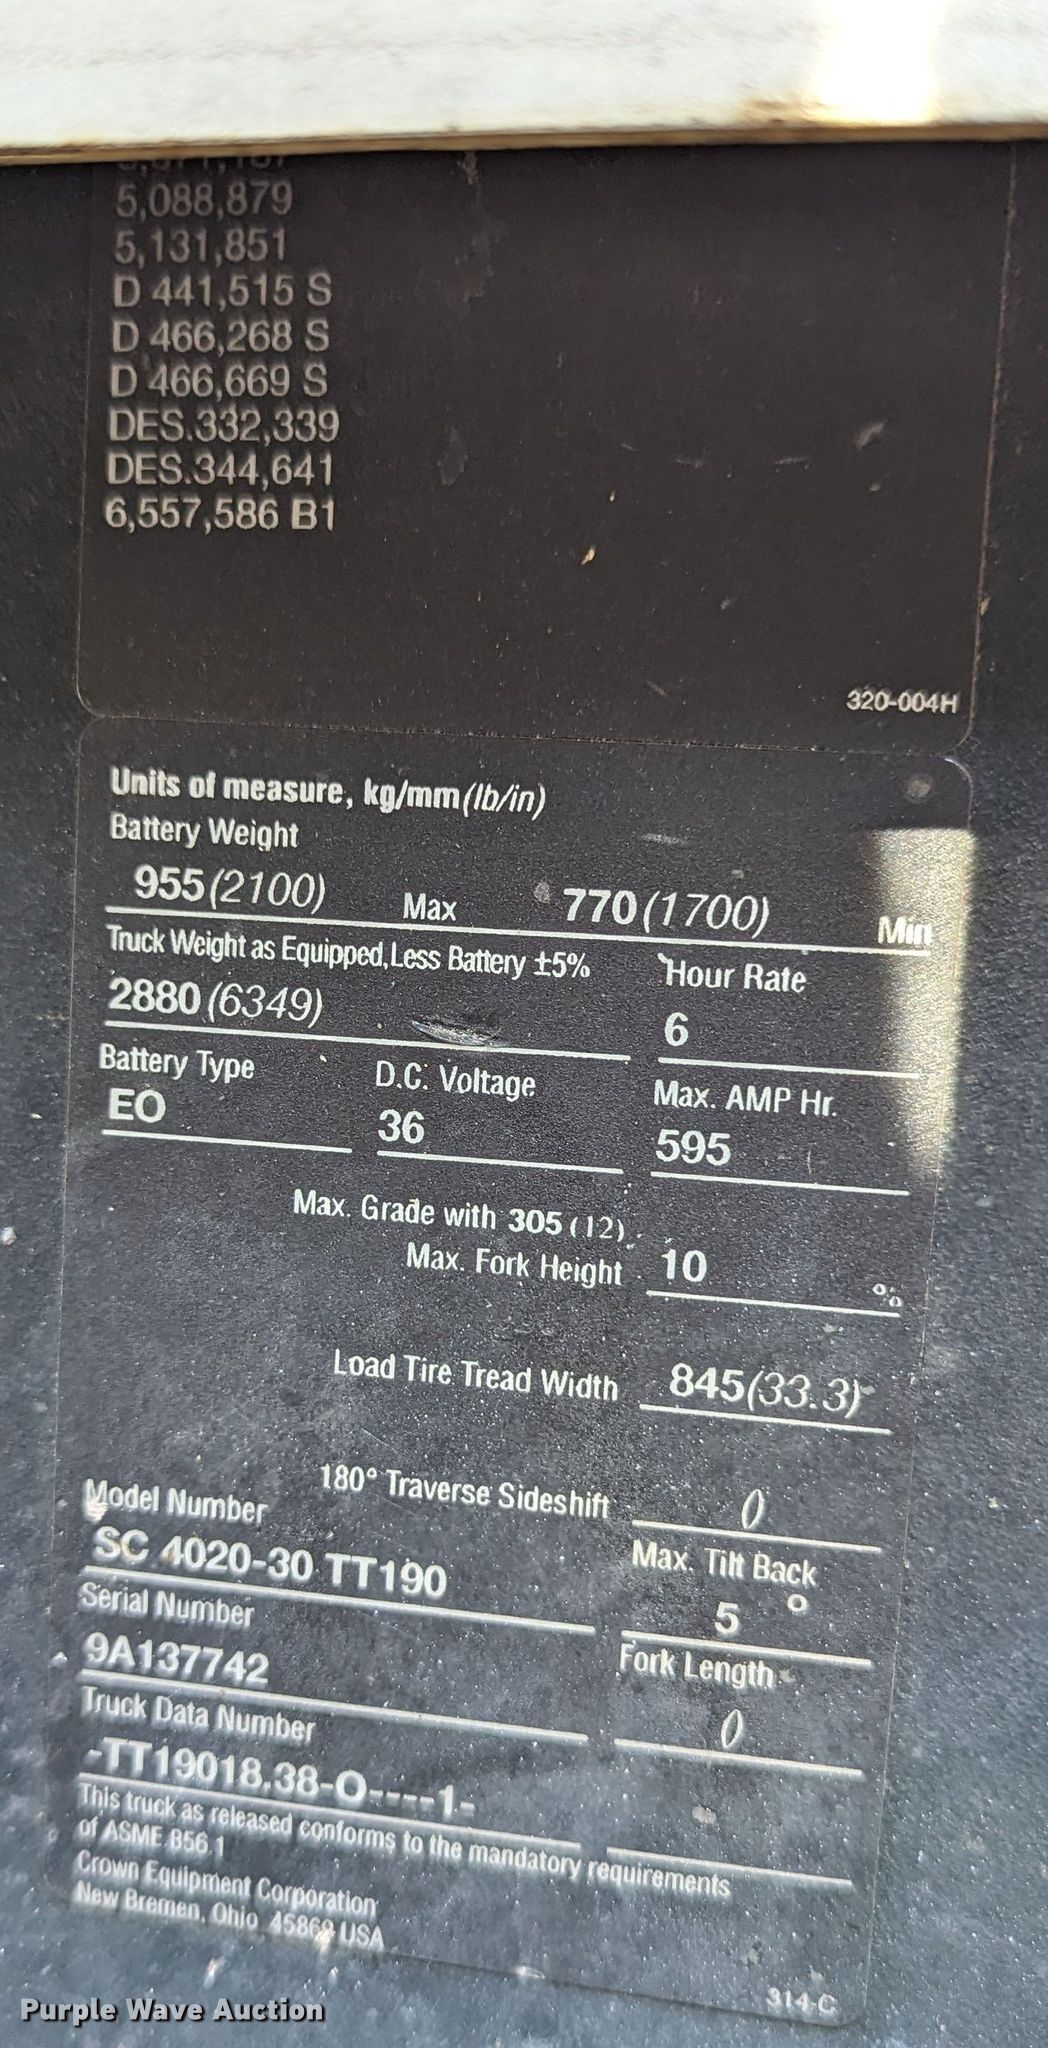 5,088,879
5,131,851
D 441,515 S
D 466,268 S
D 466,669 S
DES.332,339
DES.344,641
6,557,586 B1
320-004H
Units of measure, kg/mm(lb/in)
Battery Weight
955(2100) Max 770(1700) Min
Truck Weight as Equipped, Less Battery ±5% Hour Rate
2880(6349) 6
Battery Type D.C. Voltage Max. AMP Hr.
EO 36 595
Max. Grade with 305(12)
Max. Fork Height 10 %
Load Tire Tread Width 845(33.3)
180° Traverse Sideshift 0
Model Number Max. Tilt Back
SC 4020-30 TT190 5 °
Serial Number Fork Length
9A137742 0
Truck Data Number
-TT19018.38-O----1-
This truck as released conforms to the mandatory requirements
of ASME B56.1
Crown Equipment Corporation
New Bremen, Ohio 45869 USA
314-C
Purple Wave Auction